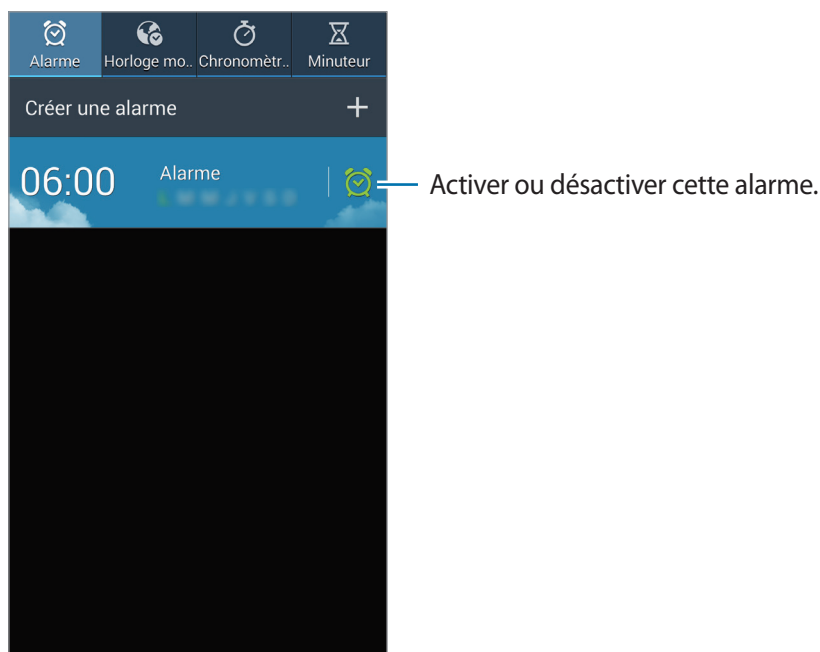 Alarme Horloge mo.. Chronomètr.. Minuteur
Créer une alarme
06:00 Alarme
Activer ou désactiver cette alarme.